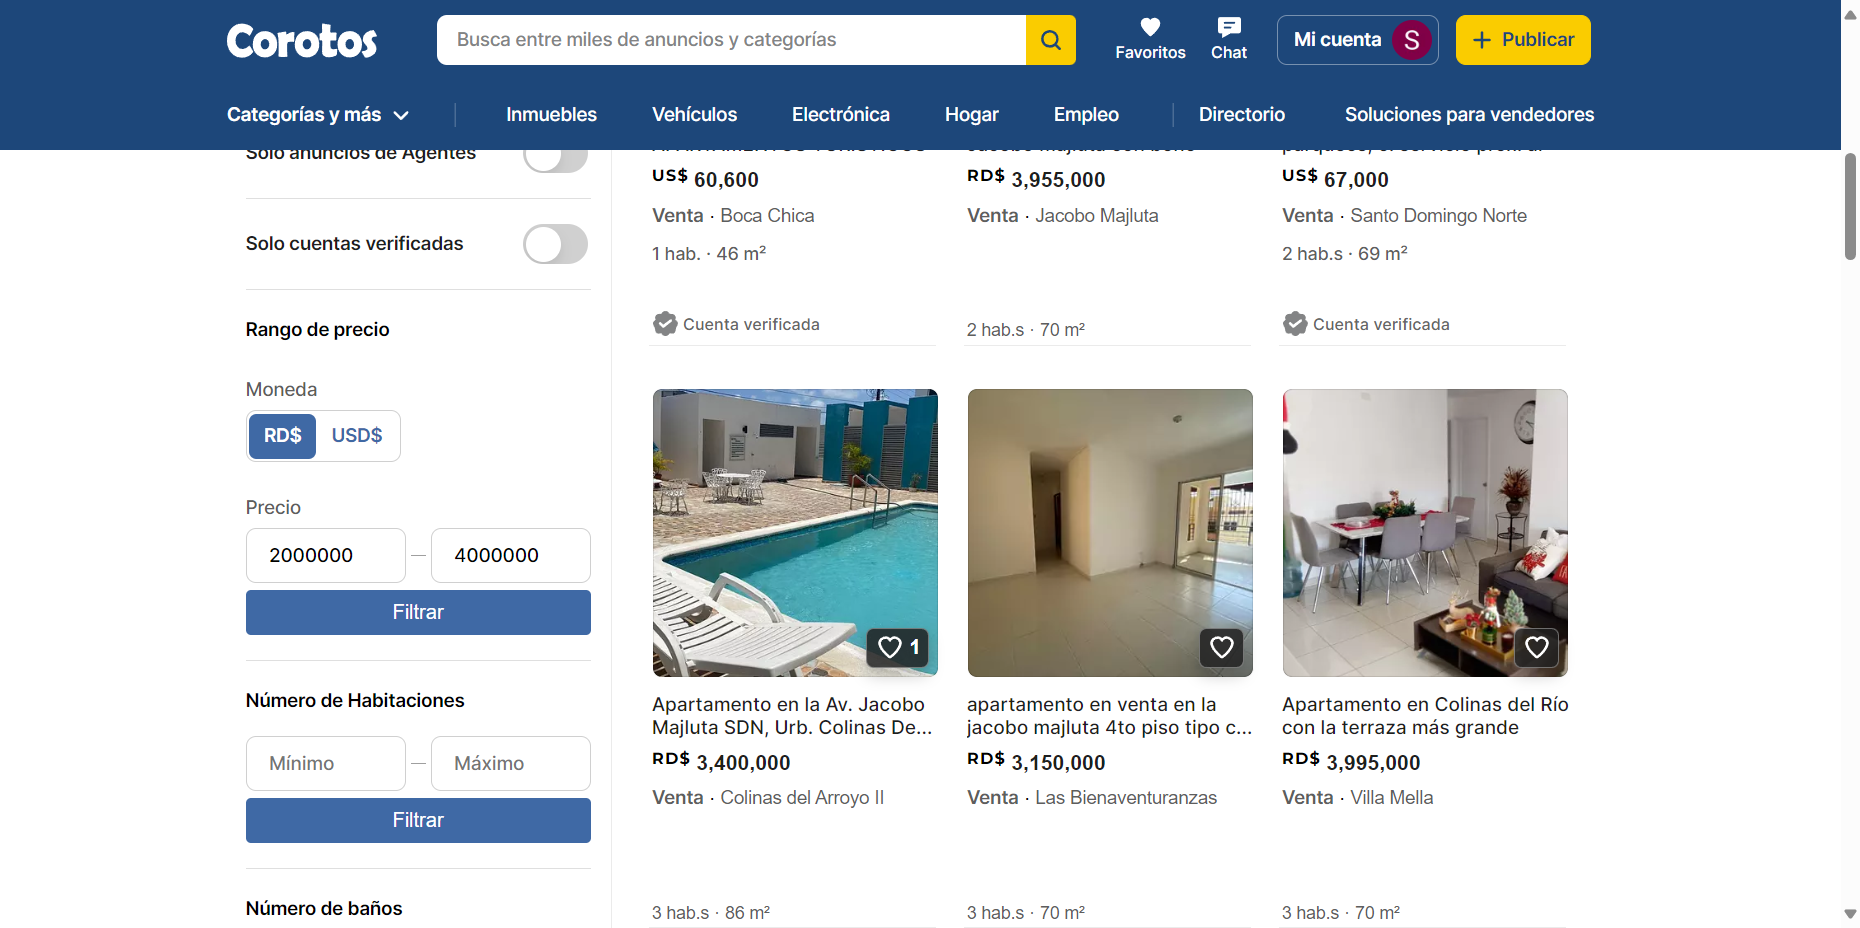 Corotos
Busca entre miles de anuncios y categorías
Favoritos
Chat
Mi cuenta
S
Publicar
Categorías y más
Inmuebles
Vehículos
Electrónica
Hogar
Empleo
Directorio
Soluciones para vendedores
Solo anuncios de Agentes
Solo cuentas verificadas
Rango de precio
Moneda
RD$
USD$
Precio
2000000
—
4000000
Filtrar
Número de Habitaciones
Mínimo
—
Máximo
Filtrar
Número de baños
US$ 60,600
Venta · Boca Chica
1 hab. · 46 m²
Cuenta verificada
RD$ 3,955,000
Venta · Jacobo Majluta
2 hab.s · 70 m²
US$ 67,000
Venta · Santo Domingo Norte
2 hab.s · 69 m²
Cuenta verificada
1
Apartamento en la Av. Jacobo
Majluta SDN, Urb. Colinas De...
RD$ 3,400,000
Venta · Colinas del Arroyo II
3 hab.s · 86 m²
apartamento en venta en la
jacobo majluta 4to piso tipo c...
RD$ 3,150,000
Venta · Las Bienaventuranzas
3 hab.s · 70 m²
Apartamento en Colinas del Río
con la terraza más grande
RD$ 3,995,000
Venta · Villa Mella
3 hab.s · 70 m²